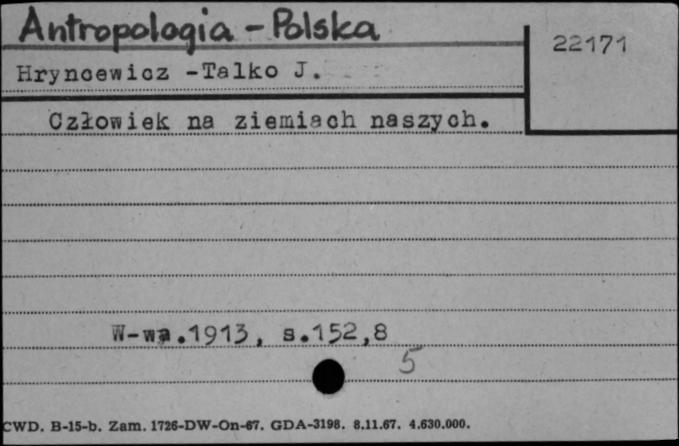 Antropologia - Polska
22171
Hryncewicz -Talko J.
Człowiek na ziemiach naszych.
W-wa.1913, s.152,8
5
CWD. B-15-b. Zam. 1726-DW-On-67. GDA-3198. 8.11.67. 4.630.000.